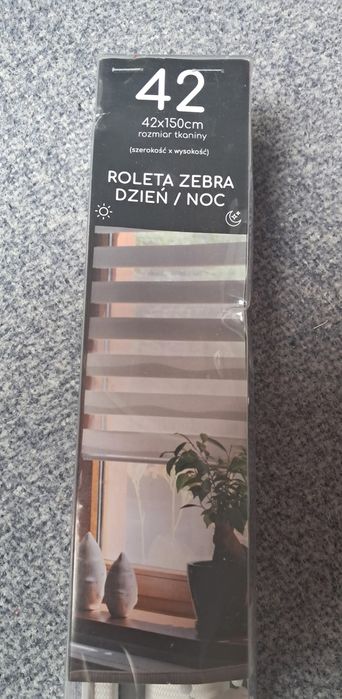 42
42x150cm
rozmiar tkaniny
(szerokość x wysokość)
ROLETA ZEBRA
DZIEŃ / NOC